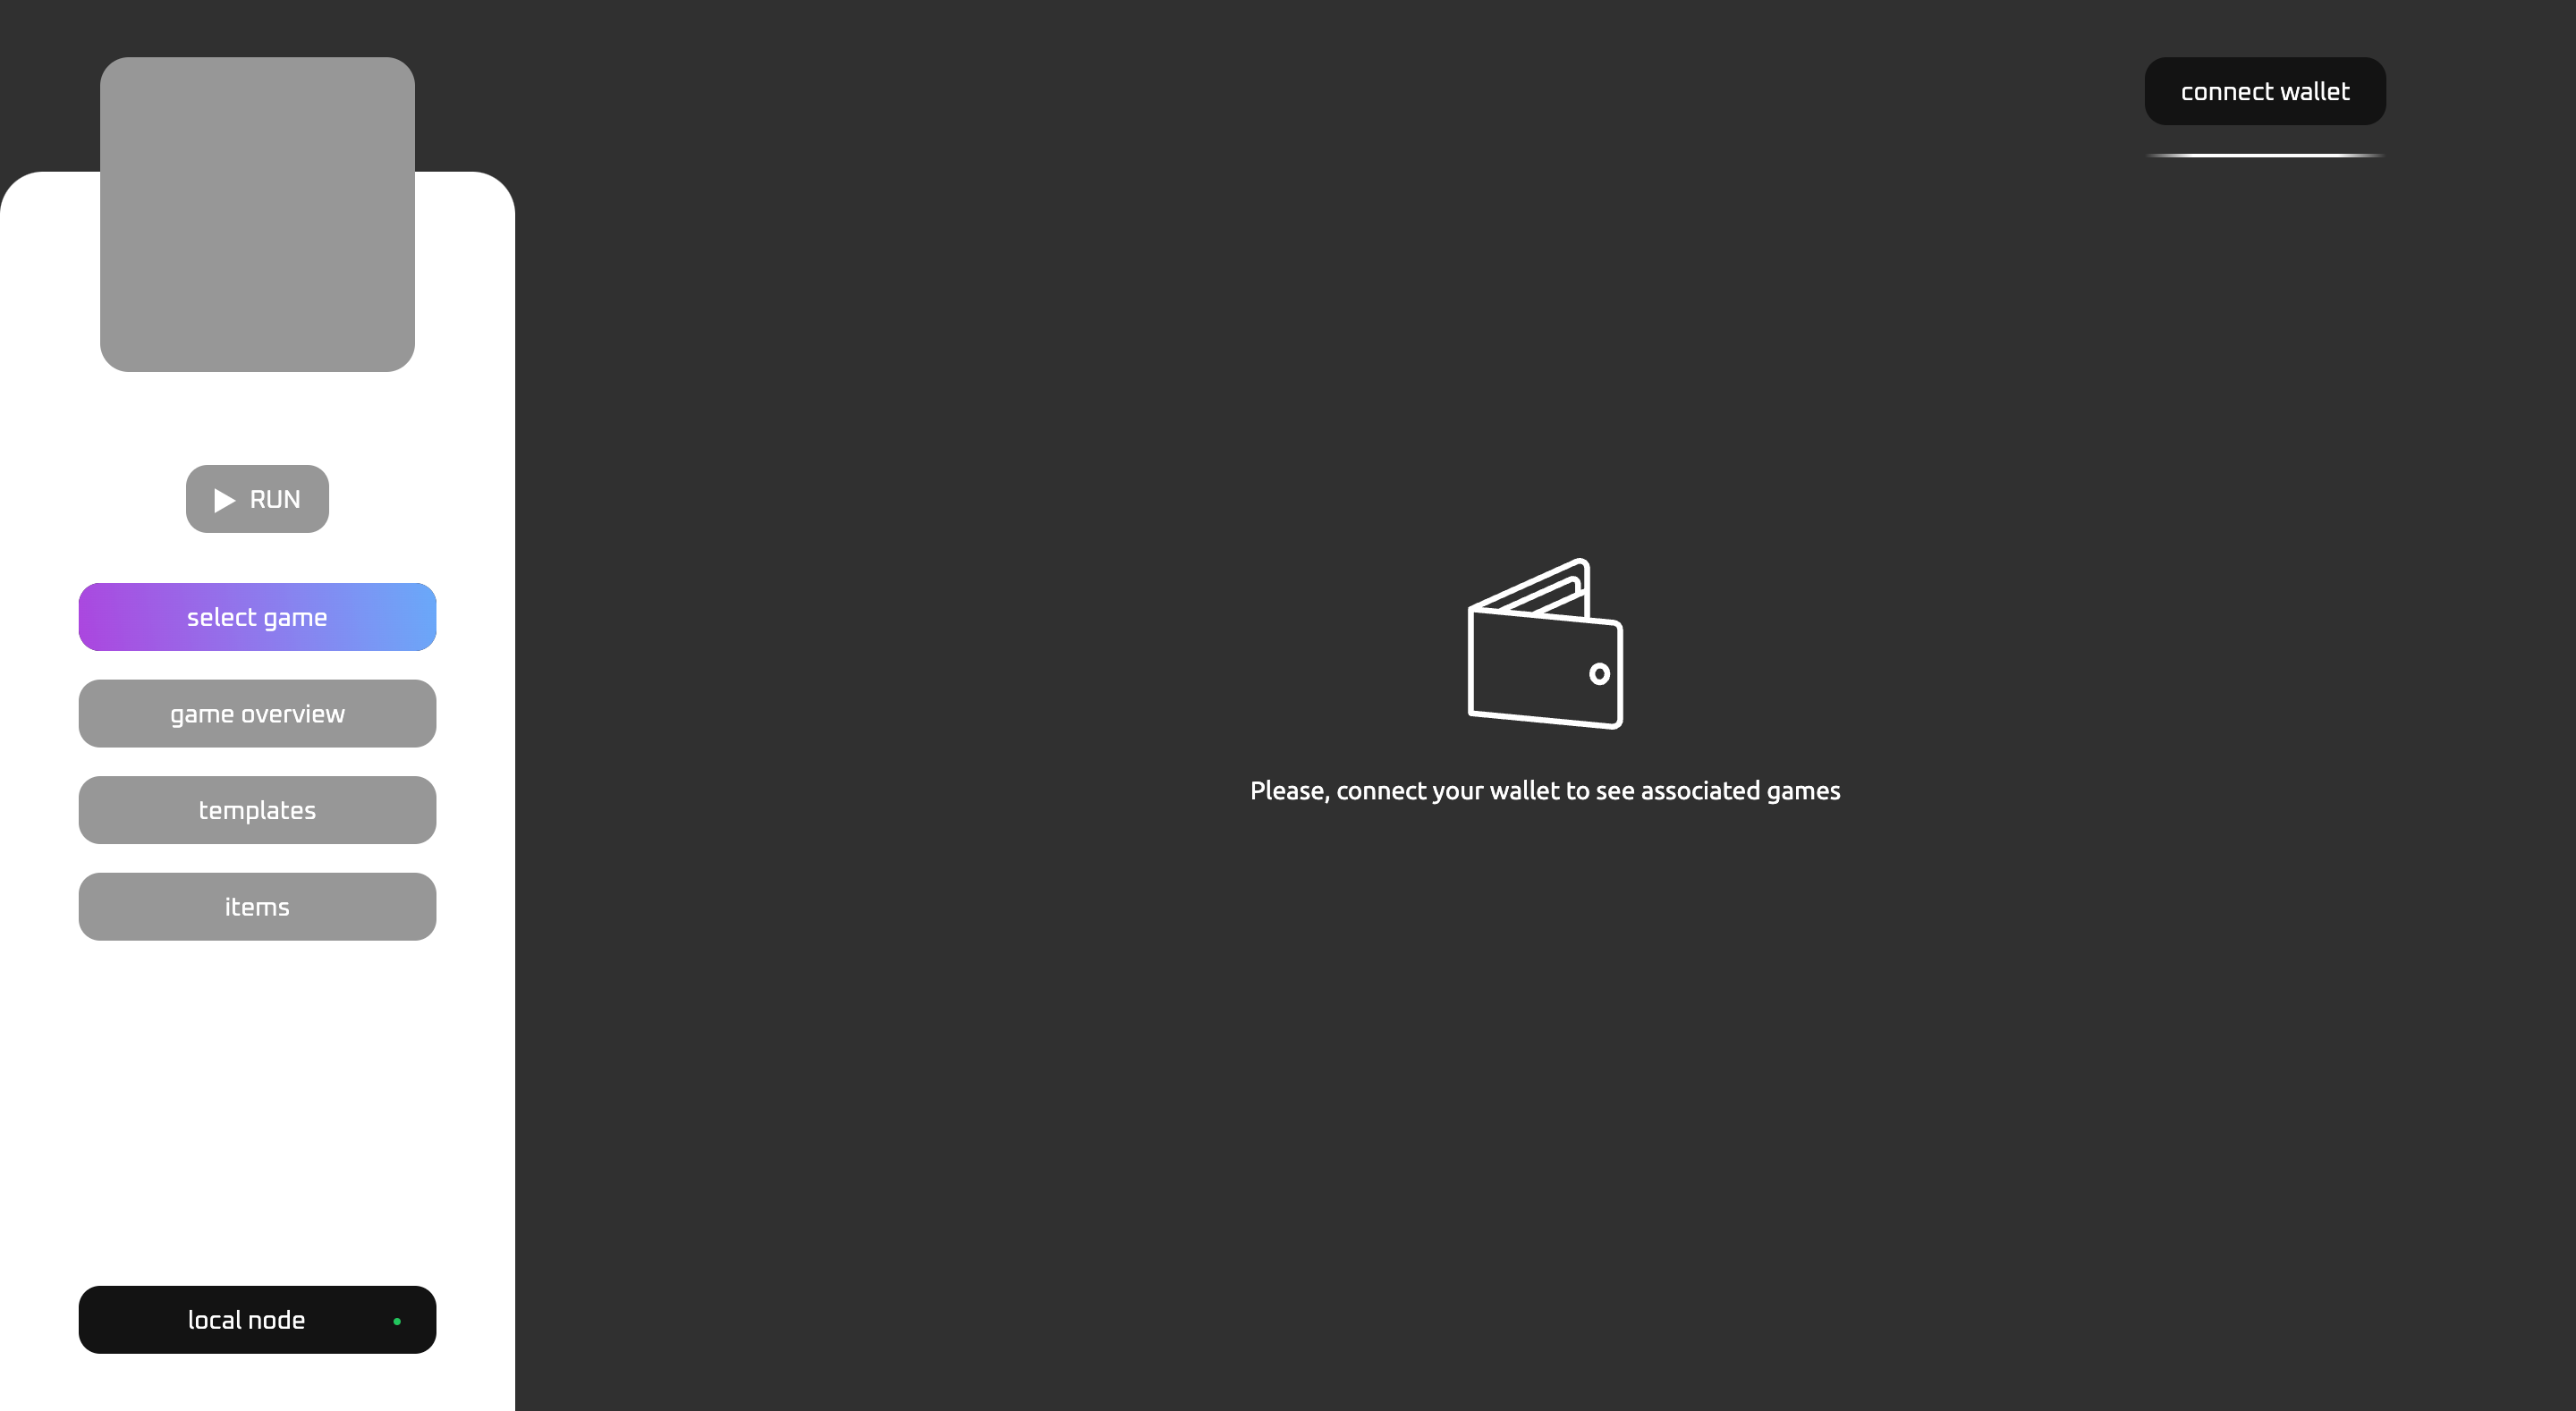 connect wallet
RUN
select game
game overview
templates
items
Please, connect your wallet to see associated games
local node